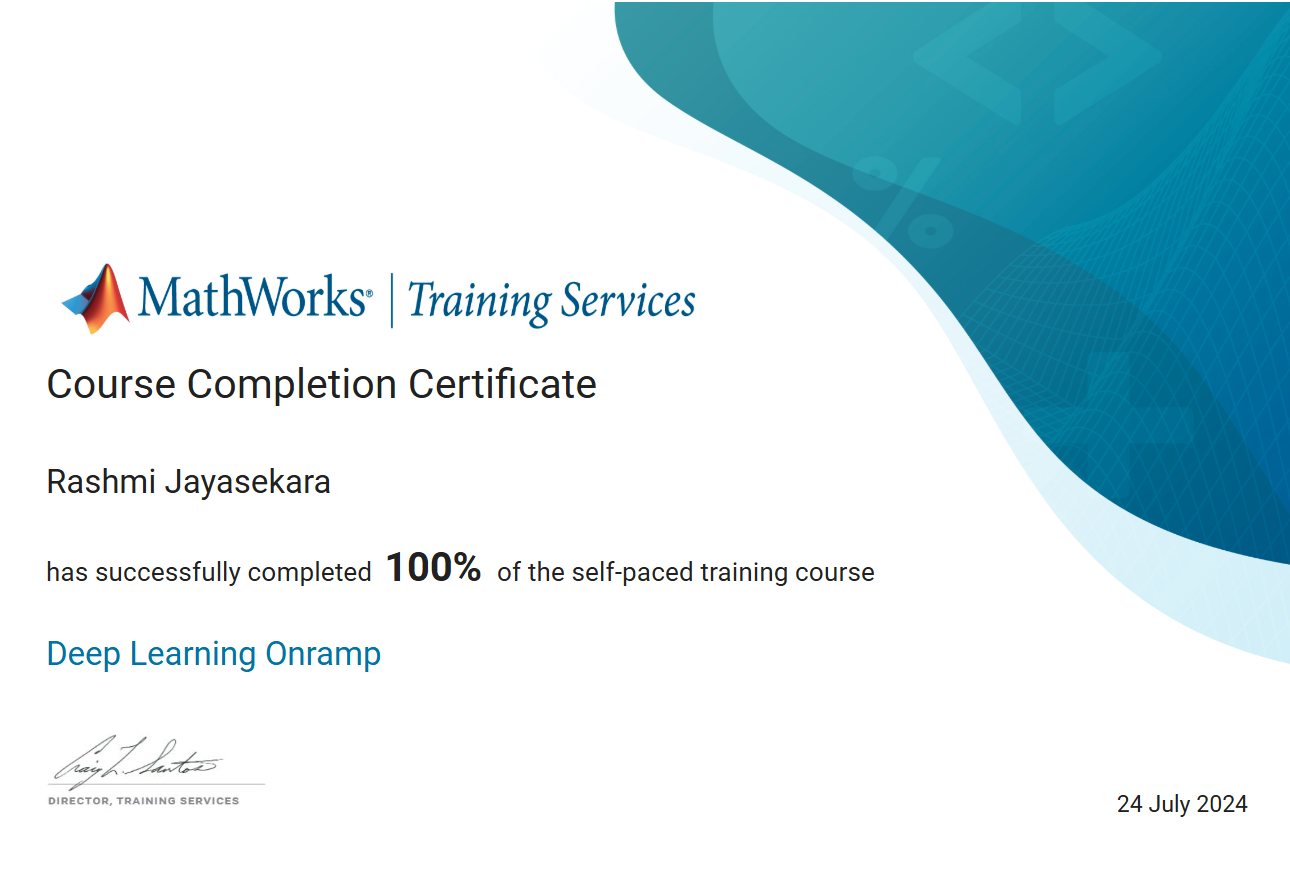 MathWorks® | Training Services
Course Completion Certificate
Rashmi Jayasekara
has successfully completed 100% of the self-paced training course
Deep Learning Onramp
Craig L. Santos
DIRECTOR, TRAINING SERVICES
24 July 2024